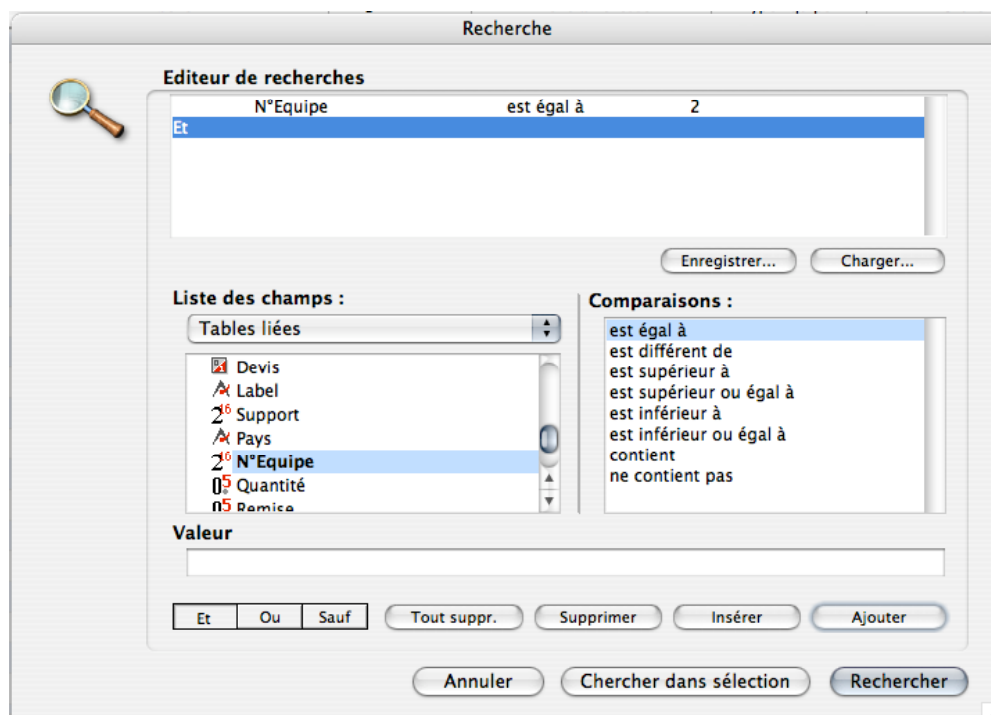 Recherche
Editeur de recherches
N°Equipe est égal à 2
Et
Enregistrer... Charger...
Liste des champs :
Tables liées
Devis
Label
Support
Pays
N°Equipe
Quantité
Remise
Comparaisons :
est égal à
est différent de
est supérieur à
est supérieur ou égal à
est inférieur à
est inférieur ou égal à
contient
ne contient pas
Valeur
Et Ou Sauf Tout suppr. Supprimer Insérer Ajouter
Annuler Chercher dans sélection Rechercher